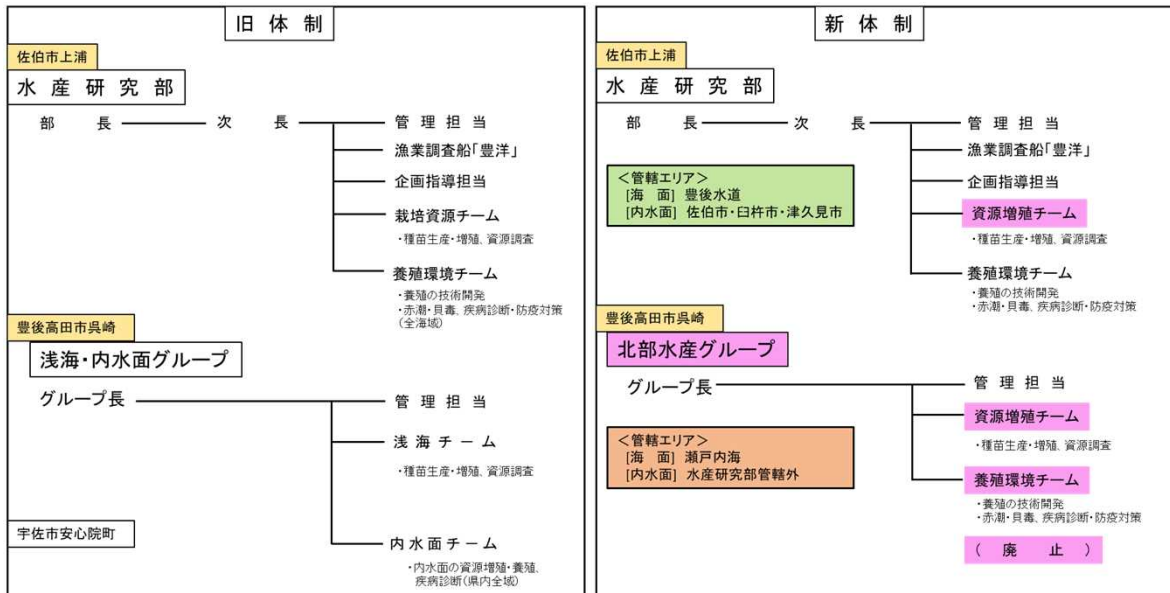 旧体制
佐伯市上浦
水産研究部
部長 次長 管理担当
漁業調査船「豊洋」
企画指導担当
栽培資源チーム
・種苗生産・増殖、資源調査
養殖環境チーム
・養殖の技術開発
・赤潮・貝毒、疾病診断・防疫対策
(全海域)
豊後高田市呉崎
浅海・内水面グループ
グループ長 管理担当
浅海チーム
・種苗生産・増殖、資源調査
宇佐市安心院町
内水面チーム
・内水面の資源増殖・養殖、
疾病診断(県内全域)
新体制
佐伯市上浦
水産研究部
部長 次長 管理担当
漁業調査船「豊洋」
<管轄エリア>
[海 面] 豊後水道
[内水面] 佐伯市・臼杵市・津久見市
企画指導担当
資源増殖チーム
・種苗生産・増殖、資源調査
養殖環境チーム
・養殖の技術開発
・赤潮・貝毒、疾病診断・防疫対策
豊後高田市呉崎
北部水産グループ
グループ長 管理担当
資源増殖チーム
・種苗生産・増殖、資源調査
<管轄エリア>
[海 面] 瀬戸内海
[内水面] 水産研究部管轄外
養殖環境チーム
・養殖の技術開発
・赤潮・貝毒、疾病診断・防疫対策
(廃止)